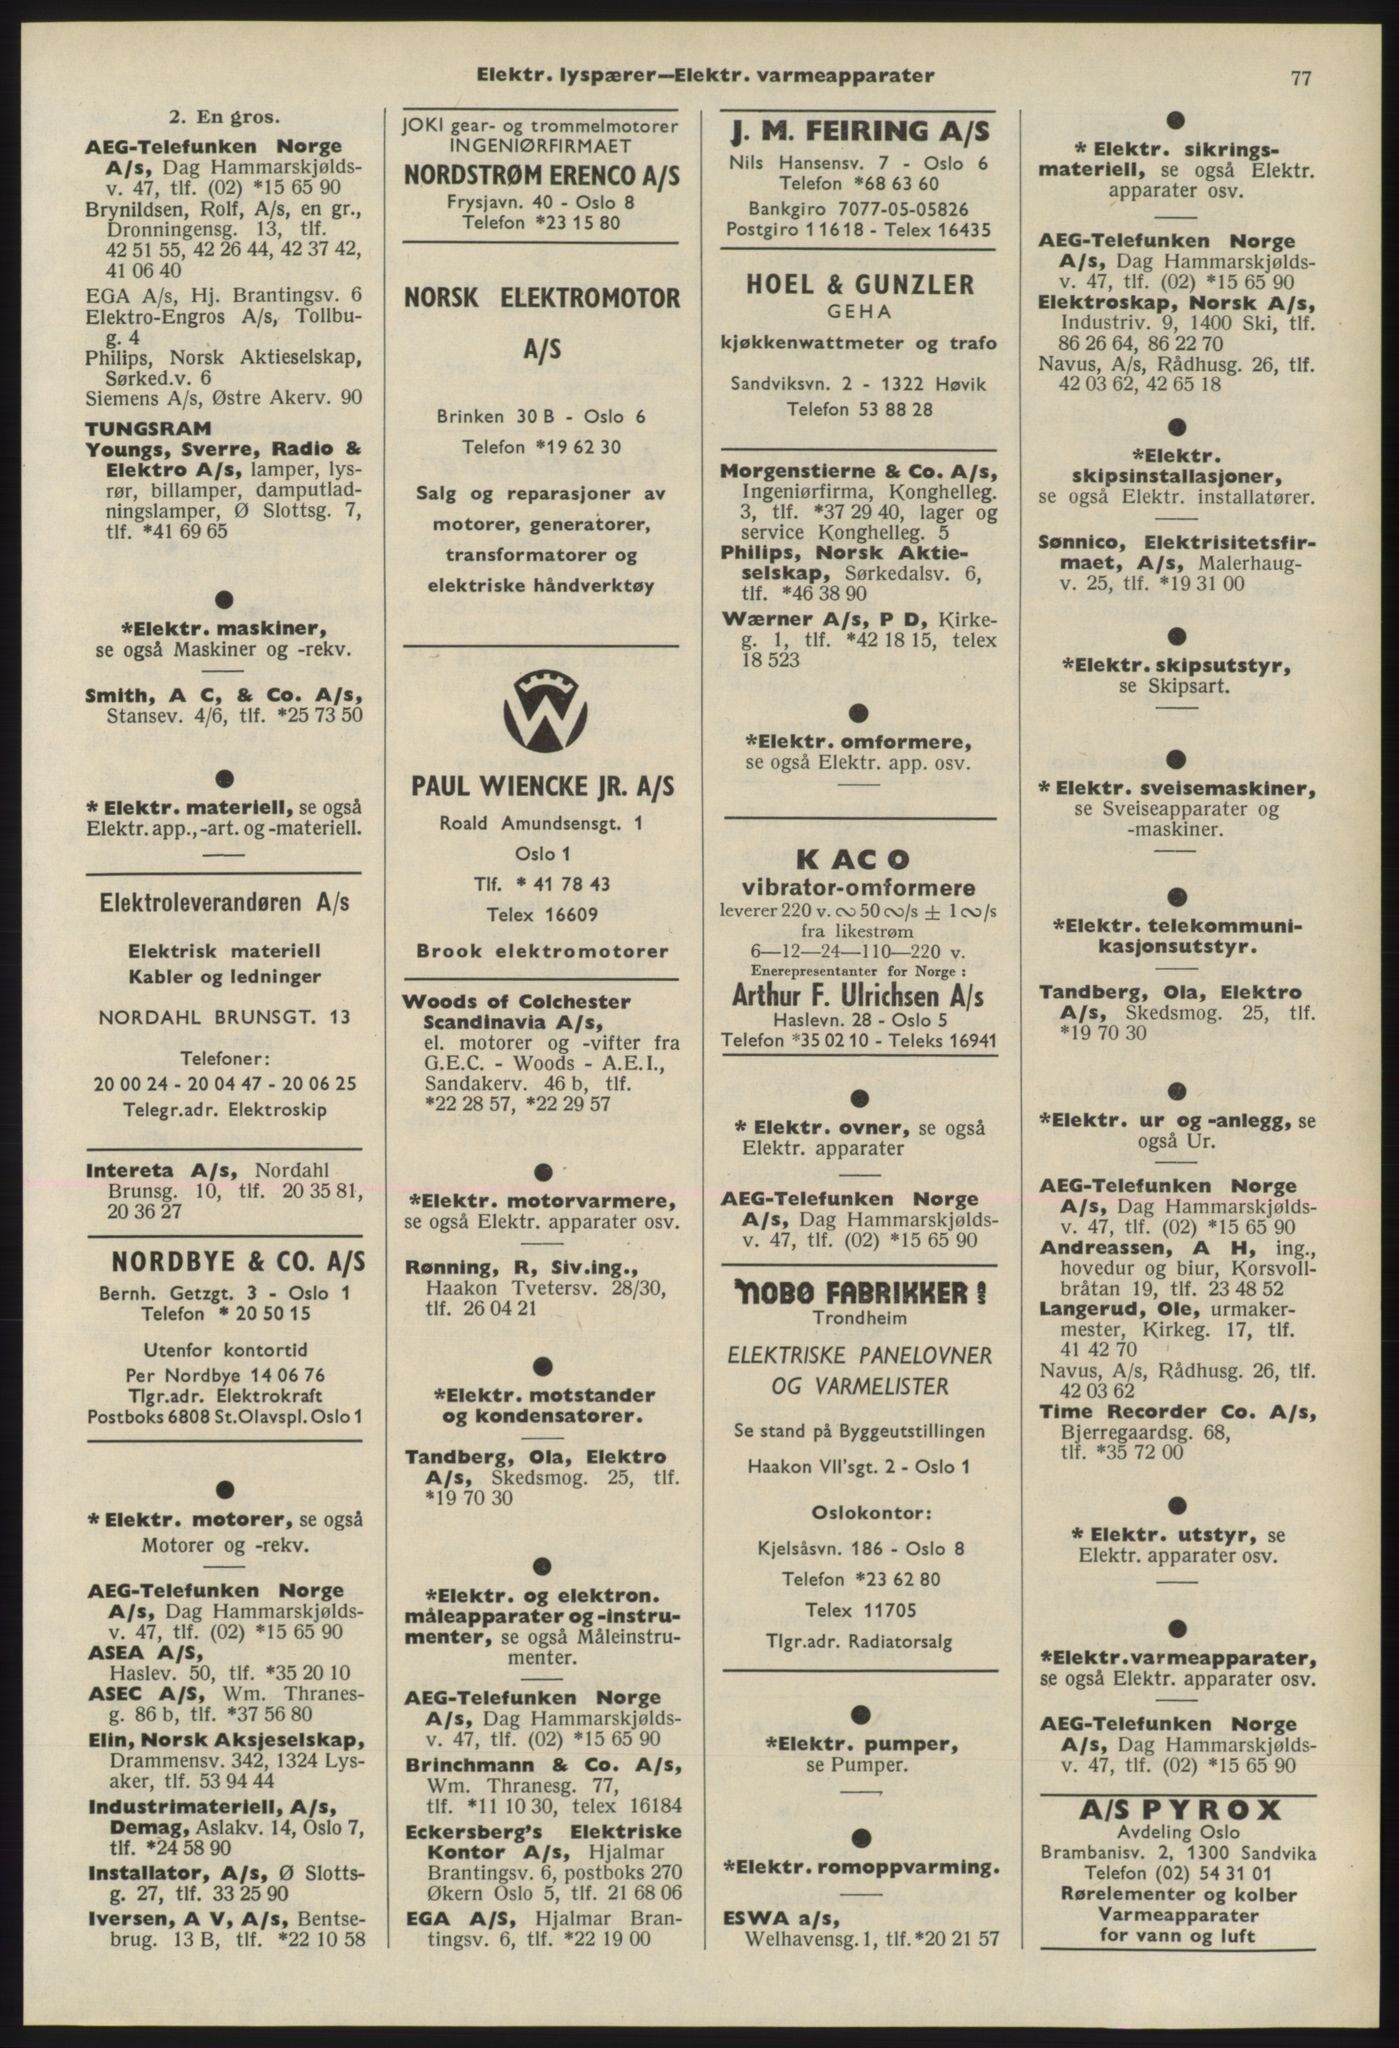 Elektr. lyspærer—Elektr. varmeapparater
77
2. En gros.
AEG-Telefunken Norge
A/s, Dag Hammarskjølds-
v. 47, tlf. (02) *15 65 90
Brynildsen, Rolf, A/s, en gr.,
Dronningensg. 13, tlf.
42 51 55, 42 26 44, 42 37 42,
41 06 40
EGA A/s, Hj. Brantingsv. 6
Elektro-Engros A/s, Tollbu-
g. 4
Philips, Norsk Aktieselskap,
Sørked.v. 6
Siemens A/s, Østre Akerv. 90
TUNGSRAM
Youngs, Sverre, Radio &
Elektro A/s, lamper, lys-
rør, billamper, damputlad-
ningslamper, Ø Slottsg. 7,
tlf. *41 69 65
*Elektr. maskiner,
se også Maskiner og -rekv.
Smith, A C, & Co. A/s,
Stansev. 4/6, tlf. *25 73 50
* Elektr. materiell, se også
Elektr. app., -art. og -materiell.
Elektroleverandøren A/s
Elektrisk materiell
Kabler og ledninger
NORDAHL BRUNSGT. 13
Telefoner:
20 00 24 - 20 04 47 - 20 06 25
Telegr.adr. Elektroskip
Intereta A/s, Nordahl
Brunsg. 10, tlf. 20 35 81,
20 36 27
NORDBYE & CO. A/S
Bernh. Getzgt. 3 - Oslo 1
Telefon * 20 50 15
Utenfor kontortid
Per Nordbye 14 06 76
Tlgr.adr. Elektrokraft
Postboks 6808 St.Olavspl. Oslo 1
* Elektr. motorer, se også
Motorer og -rekv.
AEG-Telefunken Norge
A/s, Dag Hammarskjølds-
v. 47, tlf. (02) *15 65 90
ASEA A/S,
Haslev. 50, tlf. *35 20 10
ASEC A/S, Wm. Thranes-
g. 86 b, tlf. *37 56 80
Elin, Norsk Aksjeselskap,
Drammensv. 342, 1324 Lys-
aker, tlf. 53 94 44
Industrimateriell, A/s,
Demag, Aslakv. 14, Oslo 7,
tlf. *24 58 90
Installator, A/s, Ø Slotts-
g. 27, tlf. 33 25 90
Iversen, A V, A/s, Bentse-
brug. 13 B, tlf. *22 10 58
JOKI gear- og trommelmotorer
INGENIØRFIRMAET
NORDSTRØM ERENCO A/S
Frysjavn. 40 - Oslo 8
Telefon *23 15 80
NORSK ELEKTROMOTOR
A/S
Brinken 30 B - Oslo 6
Telefon *19 62 30
Salg og reparasjoner av
motorer, generatorer,
transformatorer og
elektriske håndverktøy
W
PAUL WIENCKE JR. A/S
Roald Amundsensgt. 1
Oslo 1
Tlf. * 41 78 43
Telex 16609
Brook elektromotorer
Woods of Colchester
Scandinavia A/s,
el. motorer og -vifter fra
G.E.C. - Woods - A.E.I.,
Sandakerv. 46 b, tlf.
*22 28 57, *22 29 57
*Elektr. motorvarmere,
se også Elektr. apparater osv.
Rønning, R, Siv.ing.,
Haakon Tvetersv. 28/30,
tlf. 26 04 21
*Elektr. motstander
og kondensatorer.
Tandberg, Ola, Elektro
A/s, Skedsmog. 25, tlf.
*19 70 30
*Elektr. og elektron.
måleapparater og -instru-
menter, se også Måleinstru-
menter.
AEG-Telefunken Norge
A/s, Dag Hammarskjølds-
v. 47, tlf. (02) *15 65 90
Brinchmann & Co. A/s,
Wm. Thranesg. 77,
tlf. *11 10 30, telex 16184
Eckersberg's Elektriske
Kontor A/s, Hjalmar
Brantingsv. 6, postboks 270
Økern Oslo 5, tlf. 21 68 06
EGA A/S, Hjalmar Bran-
tingsv. 6, tlf. *22 19 00
J. M. FEIRING A/S
Nils Hansensv. 7 - Oslo 6
Telefon *68 63 60
Bankgiro 7077-05-05826
Postgiro 11618 - Telex 16435
HOEL & GUNZLER
GEHA
kjøkkenwattmeter og trafo
Sandviksvn. 2 - 1322 Høvik
Telefon 53 88 28
Morgenstierne & Co. A/s,
Ingeniørfirma, Konghelleg.
3, tlf. *37 29 40, lager og
service Konghelleg. 5
Philips, Norsk Aktie-
selskap, Sørkedalsv. 6,
tlf. *46 38 90
Wærner A/s, P D, Kirke-
g. 1, tlf. *42 18 15, telex
18 523
*Elektr. omformere,
se også Elektr. app. osv.
K A C O
vibrator-omformere
leverer 220 v. ∾ 50 ∾/s ± 1 ∾/s
fra likestrøm
6—12—24—110—220 v.
Enerepresentanter for Norge :
Arthur F. Ulrichsen A/s
Haslevn. 28 - Oslo 5
Telefon *35 02 10 - Teleks 16941
* Elektr. ovner, se også
Elektr. apparater
AEG-Telefunken Norge
A/s, Dag Hammarskjølds-
v. 47, tlf. (02) *15 65 90
NOBØ FABRIKKER A/S
Trondheim
ELEKTRISKE PANELOVNER
OG VARMELISTER
Se stand på Byggeutstillingen
Haakon VII'sgt. 2 - Oslo 1
Oslokontor:
Kjelsåsvn. 186 - Oslo 8
Telefon *23 62 80
Telex 11705
Tlgr.adr. Radiatorsalg
*Elektr. pumper,
se Pumper.
*Elektr. romoppvarming.
ESWA a/s,
Welhavensg. 1, tlf. *20 21 57
* Elektr. sikrings-
materiell, se også Elektr.
apparater osv.
AEG-Telefunken Norge
A/s, Dag Hammarskjølds-
v. 47, tlf. (02) *15 65 90
Elektroskap, Norsk A/s,
Industriv. 9, 1400 Ski, tlf.
86 26 64, 86 22 70
Navus, A/s, Rådhusg. 26, tlf.
42 03 62, 42 65 18
*Elektr.
skipsinstallasjoner,
se også Elektr. installatører.
Sønnico, Elektrisitetsfir-
maet, A/s, Malerhaug-
v. 25, tlf. *19 31 00
*Elektr. skipsutstyr,
se Skipsart.
* Elektr. sveisemaskiner,
se Sveiseapparater og
-maskiner.
*Elektr. telekommuni-
kasjonsutstyr.
Tandberg, Ola, Elektro
A/s, Skedsmog. 25, tlf.
*19 70 30
*Elektr. ur og -anlegg, se
også Ur.
AEG-Telefunken Norge
A/s, Dag Hammarskjølds-
v. 47, tlf. (02) *15 65 90
Andreassen, A H, ing.,
hovedur og biur, Korsvoll-
bråtan 19, tlf. 23 48 52
Langerud, Ole, urmaker-
mester, Kirkeg. 17, tlf.
41 42 70
Navus, A/s, Rådhusg. 26, tlf.
42 03 62
Time Recorder Co. A/s,
Bjerregaardsg. 68,
tlf. *35 72 00
* Elektr. utstyr, se
Elektr. apparater osv.
*Elektr. varmeapparater,
se også Elektr. apparater osv.
AEG-Telefunken Norge
A/s, Dag Hammarskjølds-
v. 47, tlf. (02) *15 65 90
A/S PYROX
Avdeling Oslo
Brambanisv. 2, 1300 Sandvika
Telefon (02) 54 31 01
Rørelementer og kolber
Varmeapparater
for vann og luft